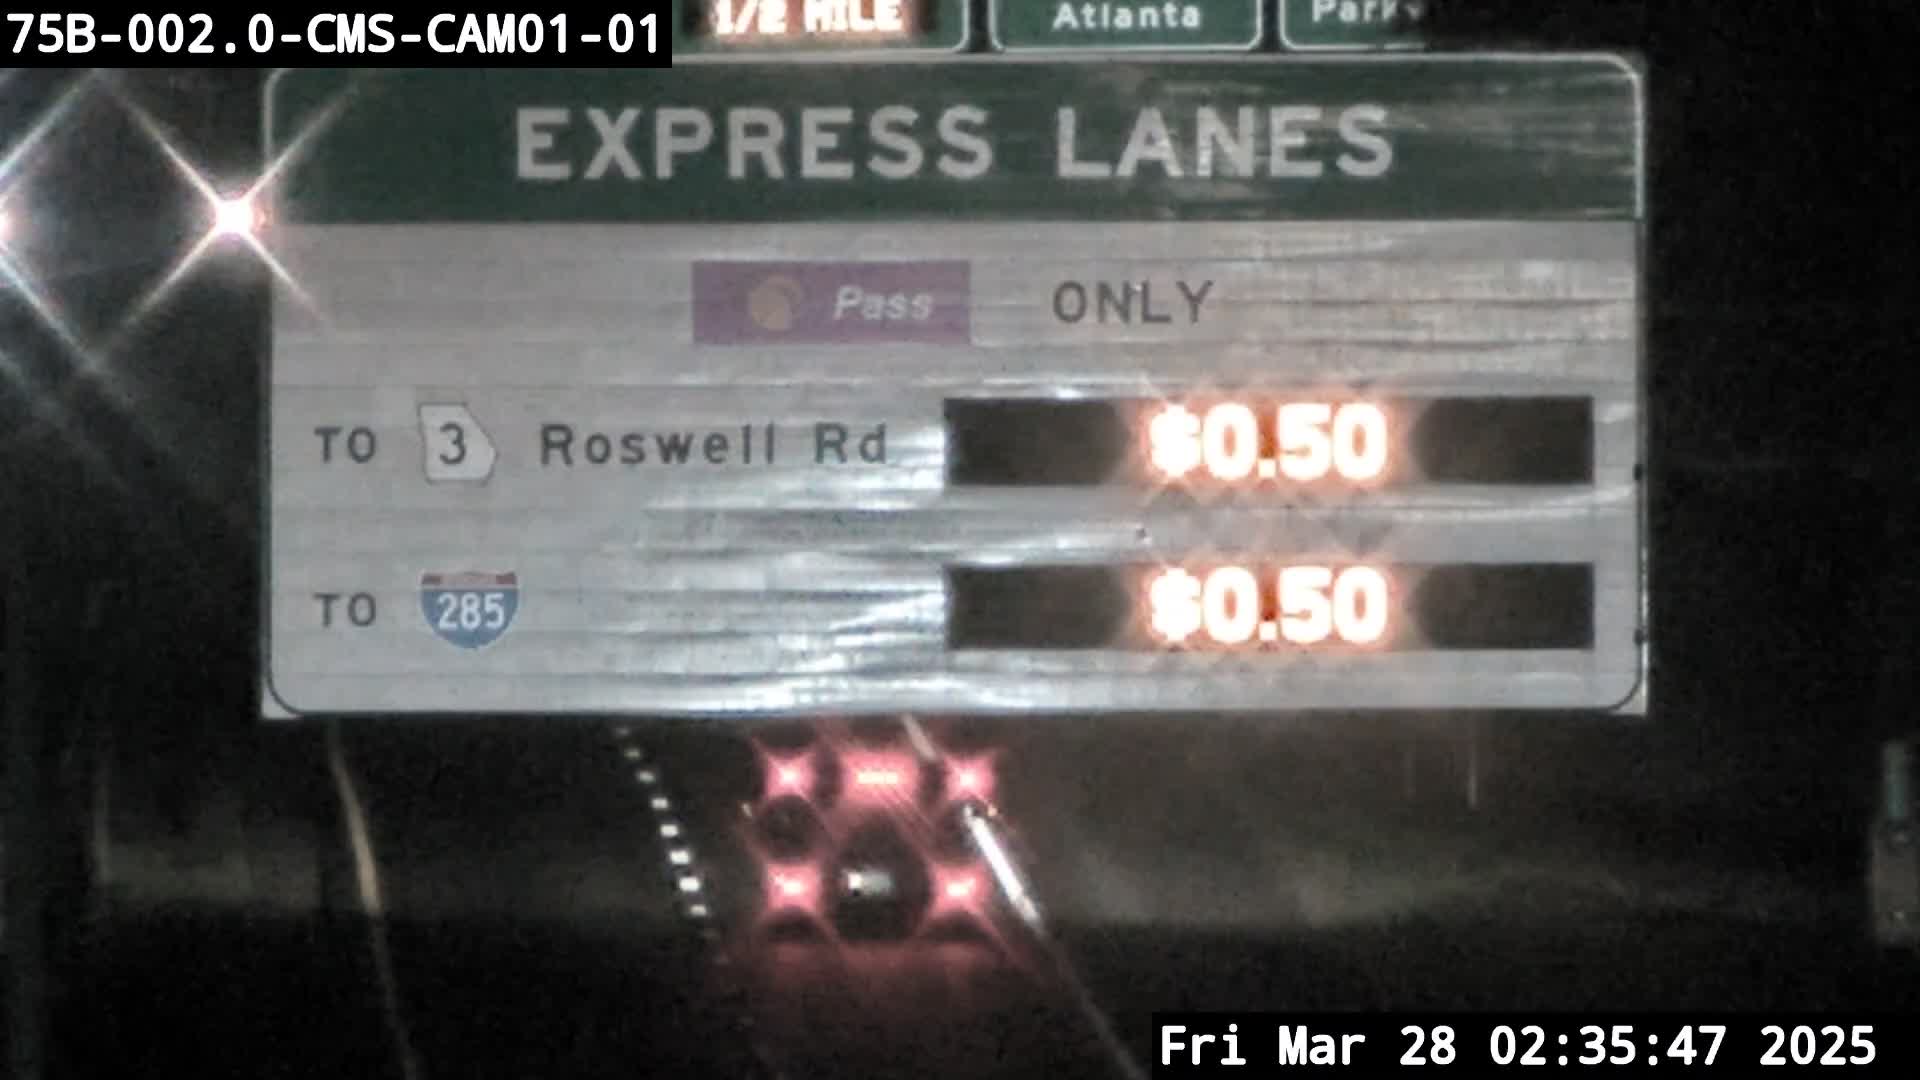 75B-002.0-CMS-CAM01-01
1/2 MILE
Atlanta
EXPRESS LANES
Pass ONLY
TO 3 Roswell Rd $0.50
TO 285 $0.50
Fri Mar 28 02:35:47 2025